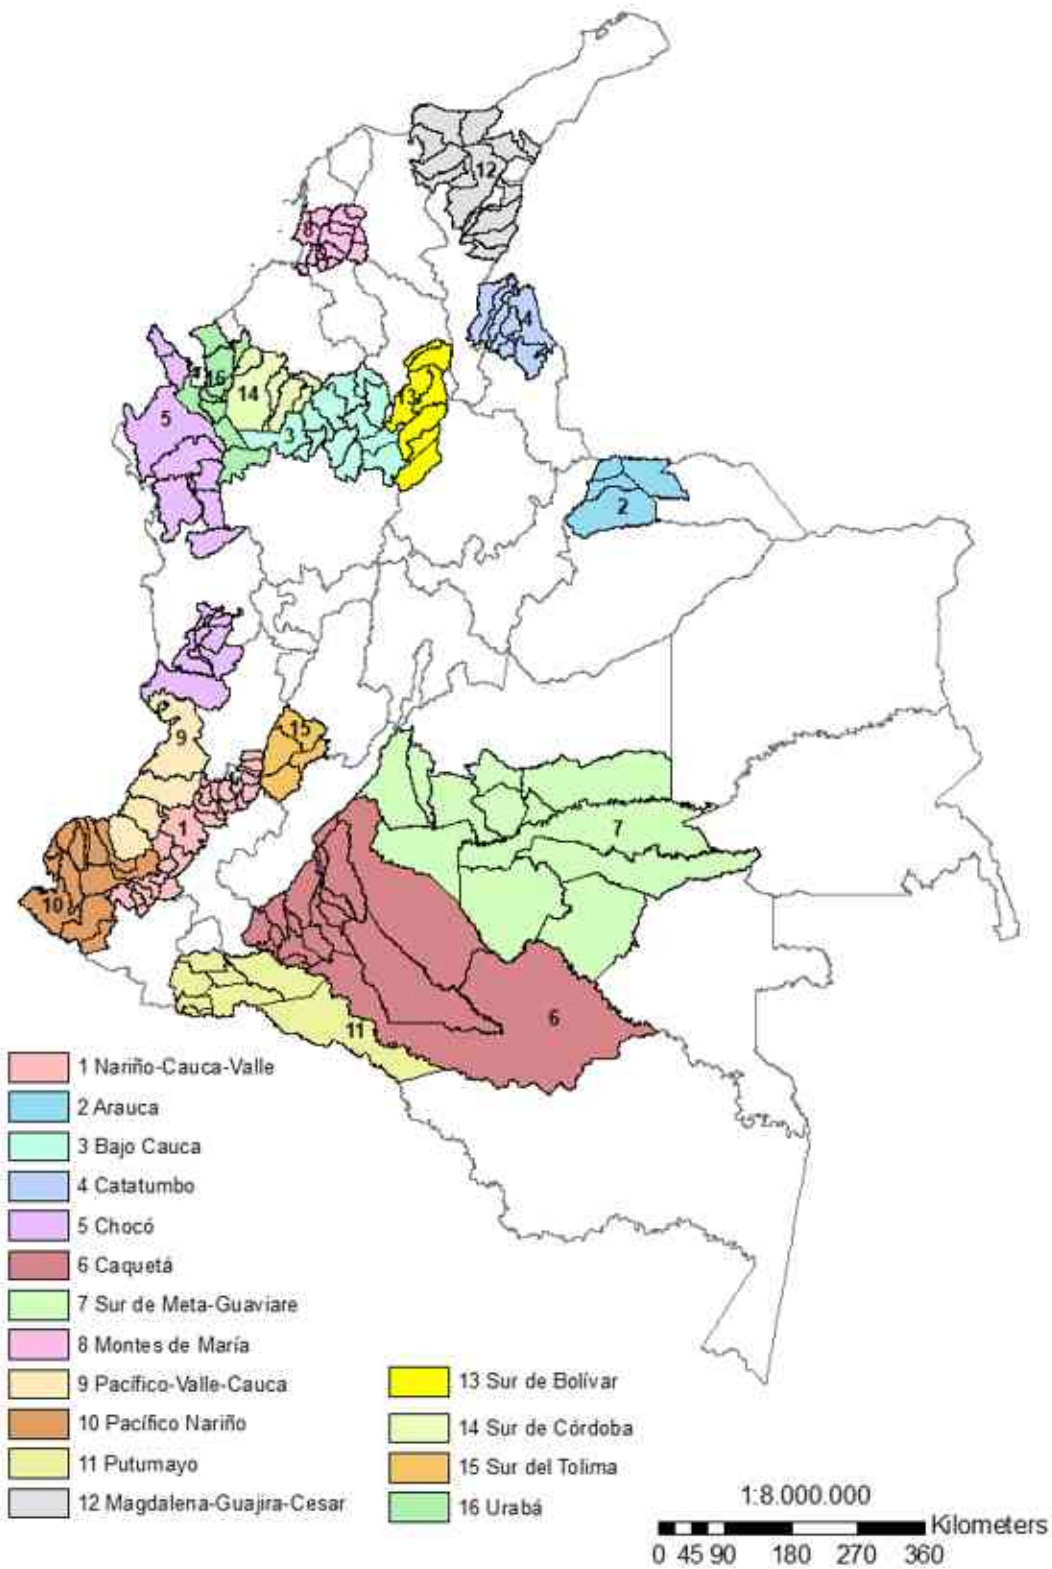 12
8
4
16
14
13
5
3
2
15
9
7
1
10
6
11
1 Nariño-Cauca-Valle
2 Arauca
3 Bajo Cauca
4 Catatumbo
5 Chocó
6 Caquetá
7 Sur de Meta-Guaviare
8 Montes de María
9 Pacífico-Valle-Cauca
10 Pacífico Nariño
11 Putumayo
12 Magdalena-Guajira-Cesar
13 Sur de Bolívar
14 Sur de Córdoba
15 Sur del Tolima
16 Urabá
1:8.000.000
Kilometers
0 45 90 180 270 360